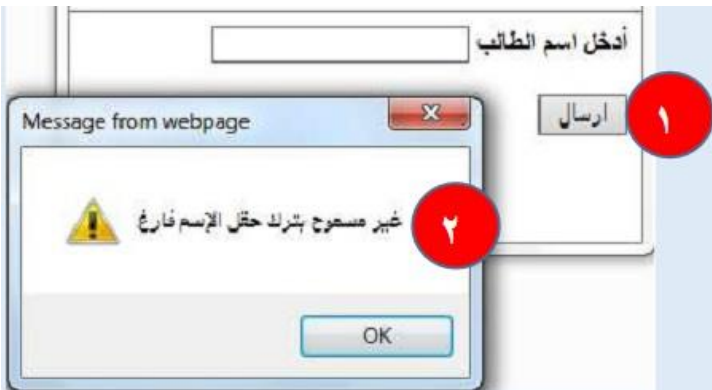 أدخل اسم الطالب
ارسال
١
Message from webpage
غير مسموح بترك حقل الإسم فارغ
٢
OK